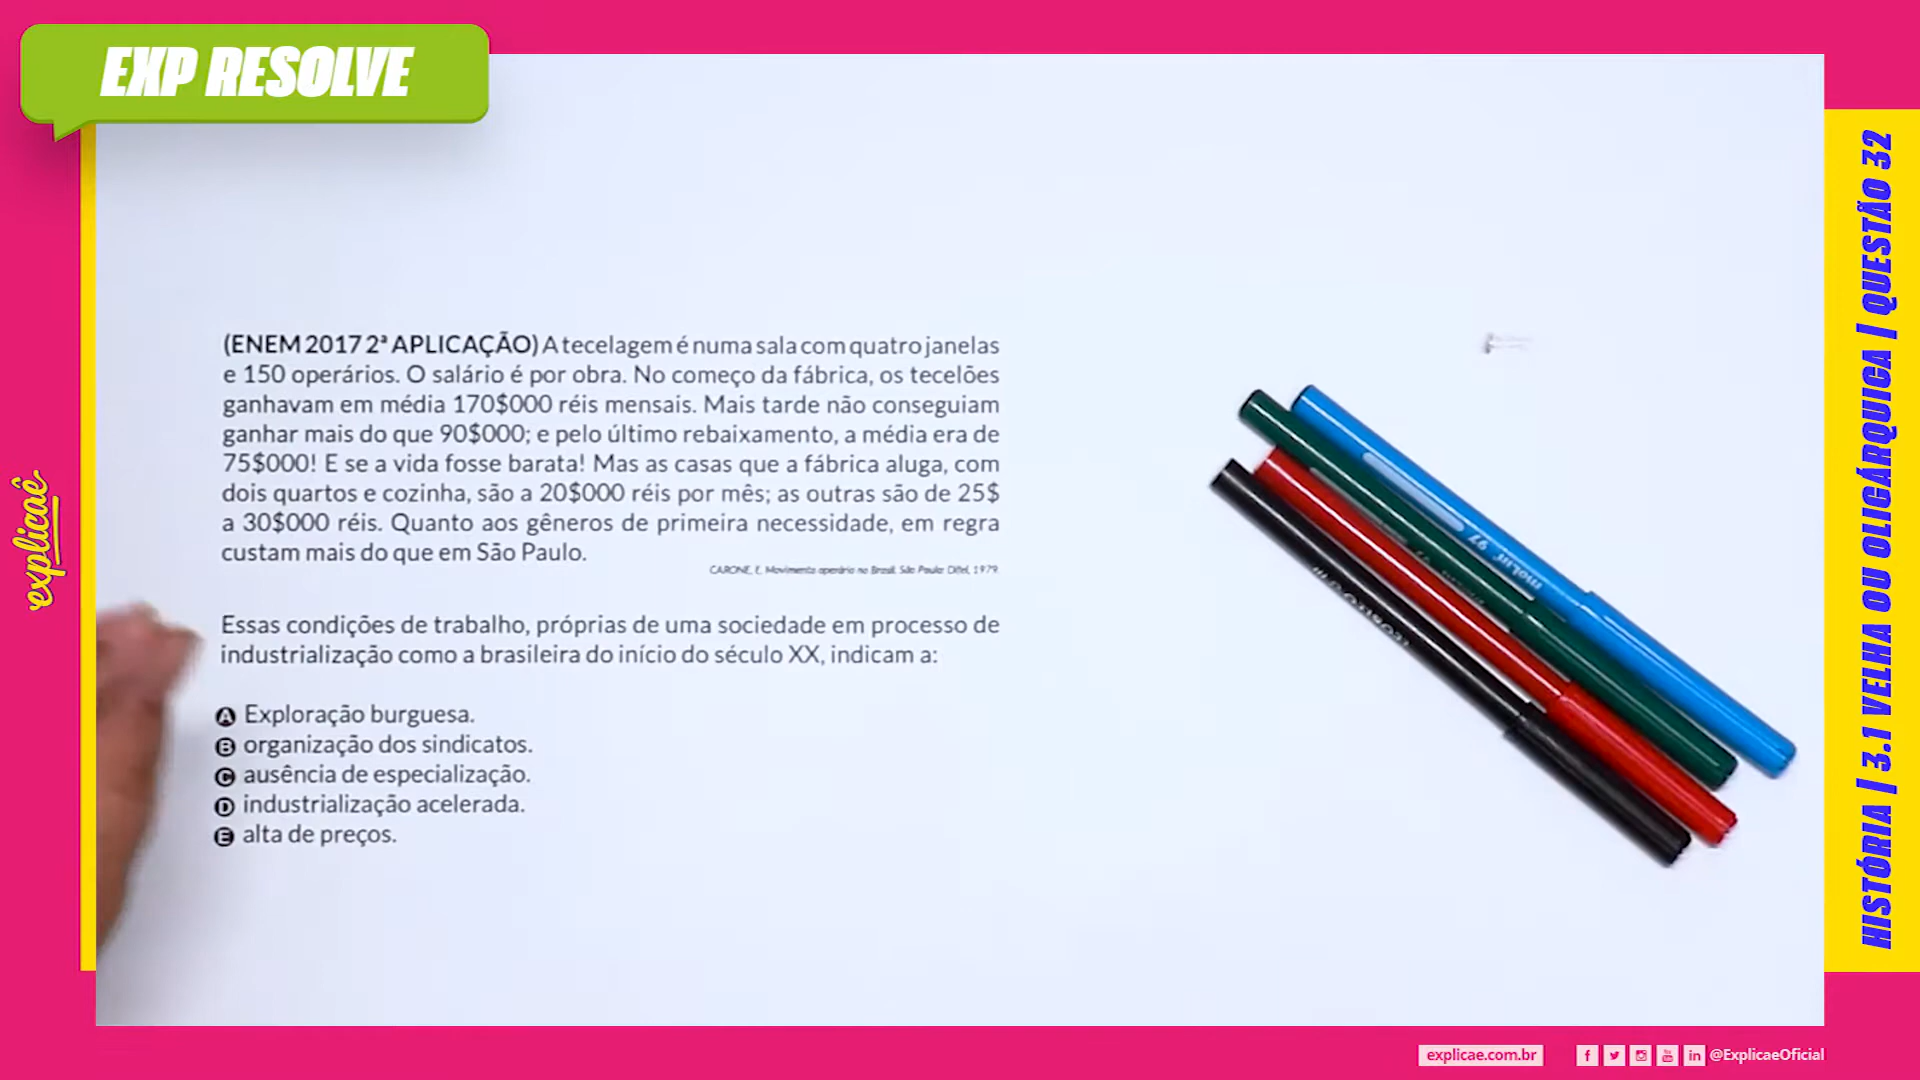 EXP RESOLVE
(ENEM 2017 2ª APLICAÇÃO) A tecelagem é numa sala com quatro janelas
e 150 operários. O salário é por obra. No começo da fábrica, os tecelões
ganhavam em média 170$000 réis mensais. Mais tarde não conseguiam
ganhar mais do que 90$000; e pelo último rebaixamento, a média era de
75$000! E se a vida fosse barata! Mas as casas que a fábrica aluga, com
dois quartos e cozinha, são a 20$000 réis por mês; as outras são de 25$
a 30$000 réis. Quanto aos gêneros de primeira necessidade, em regra
custam mais do que em São Paulo.
CARONE, E. Movimento operário no Brasil. São Paulo: Difel, 1979.
Essas condições de trabalho, próprias de uma sociedade em processo de
industrialização como a brasileira do início do século XX, indicam a:
A Exploração burguesa.
B organização dos sindicatos.
C ausência de especialização.
D industrialização acelerada.
E alta de preços.
explicaê
HISTÓRIA | 3.1 VELHA OU OLIGÁRQUICA | QUESTÃO 32
explicae.com.br
@ExplicaeOficial